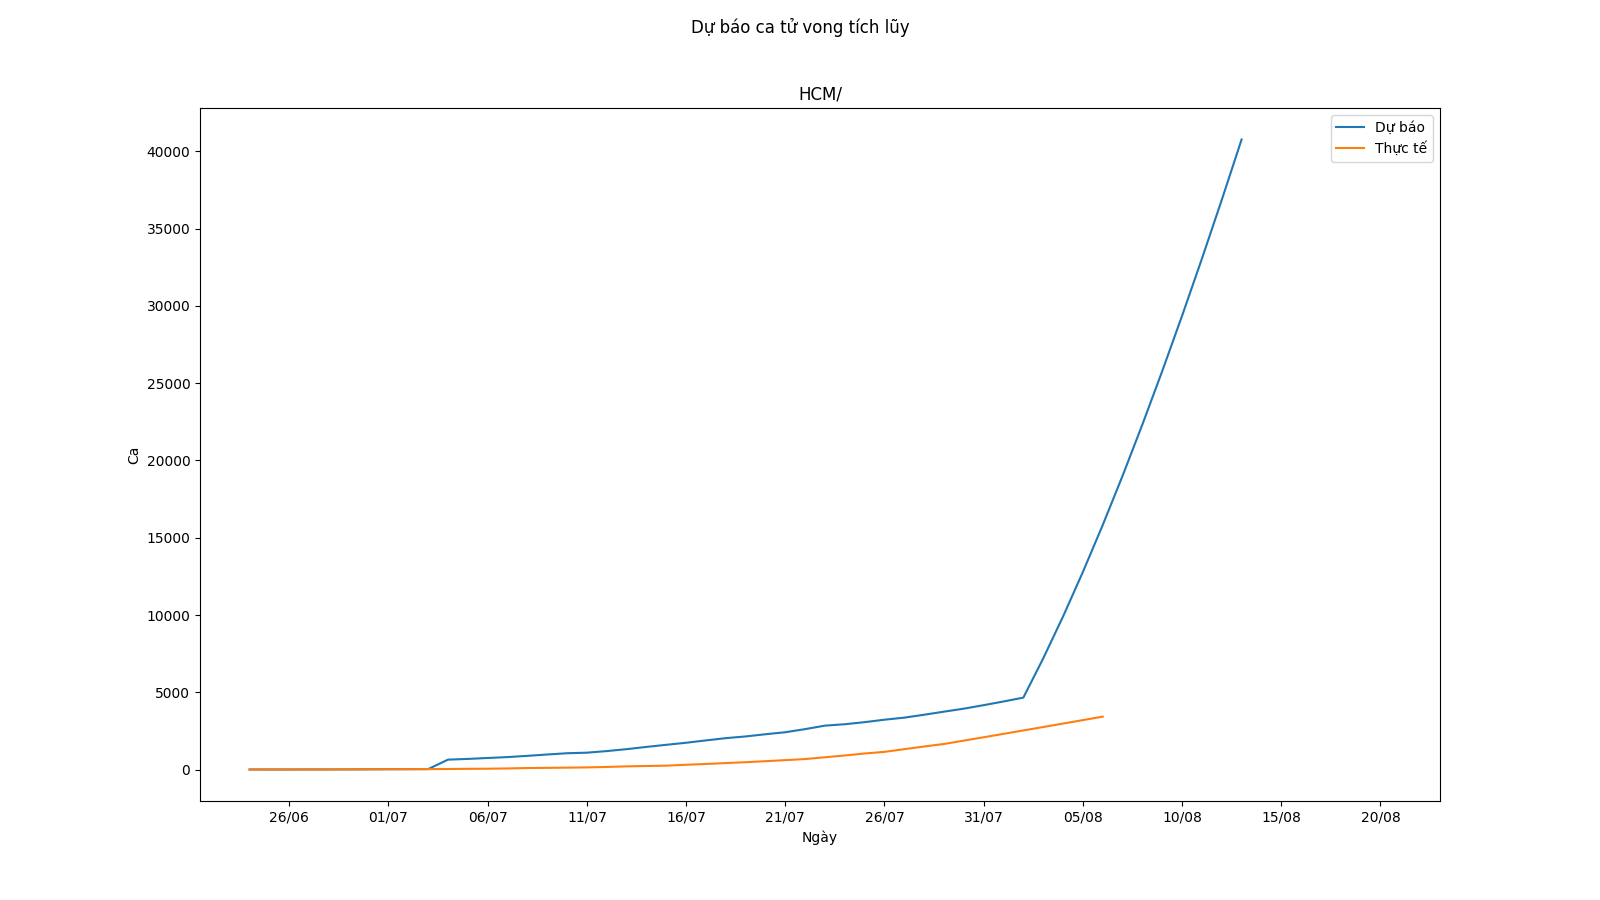 Dự báo ca tử vong tích lũy
HCM/
Dự báo
Thực tế
40000
35000
30000
25000
20000
15000
10000
5000
0
Ca
26/06 01/07 06/07 11/07 16/07 21/07 26/07 31/07 05/08 10/08 15/08 20/08
Ngày